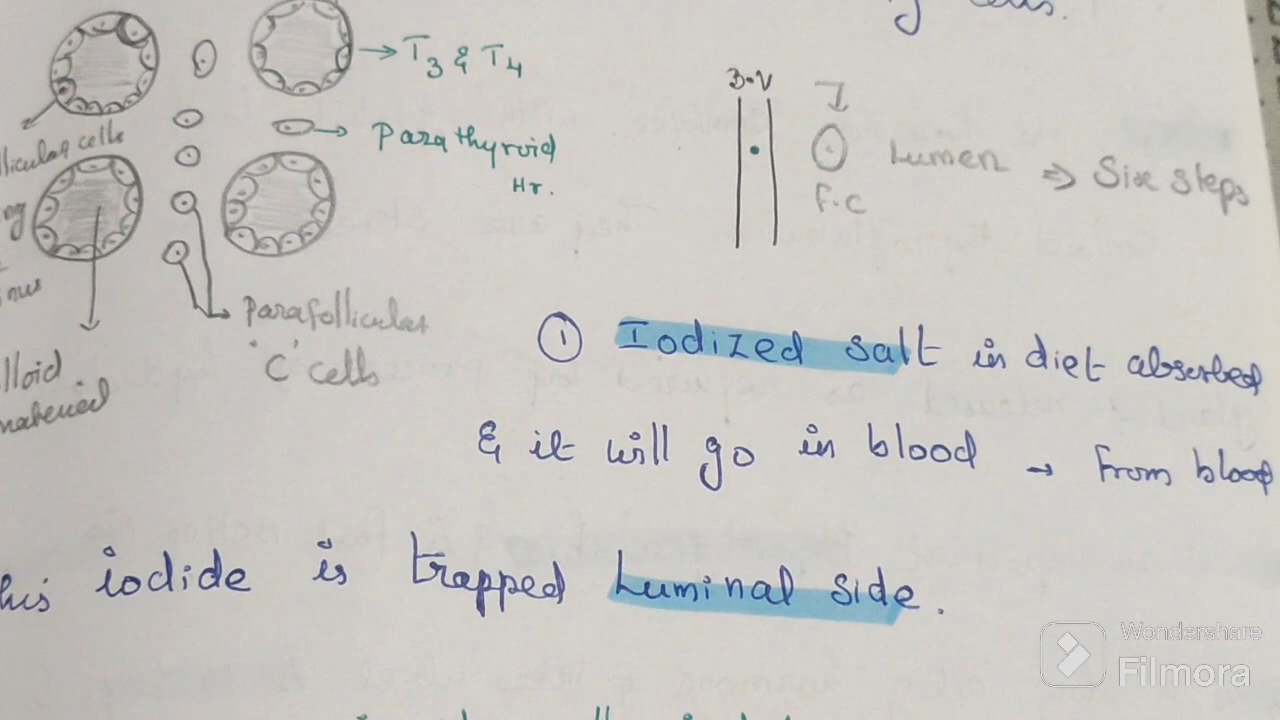 cells.
T3 & T4
Parathyroid
Hr.
Parafollicular
'C' cells
B.V
I
F.C
Lumen => Six steps
① Iodized salt in diet absorbed
& it will go in blood → from blood
iodide is trapped Luminal side.
Wondershare
Filmora